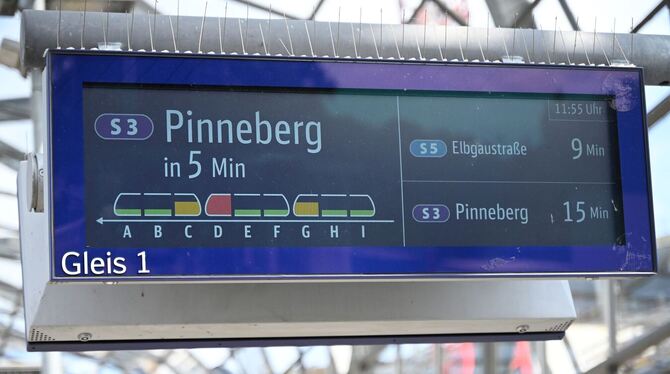 11:55 Uhr
S3 Pinneberg
in 5 Min
A B C D E F G H I
S5 Elbgaustraße 9 Min
S3 Pinneberg 15 Min
Gleis 1